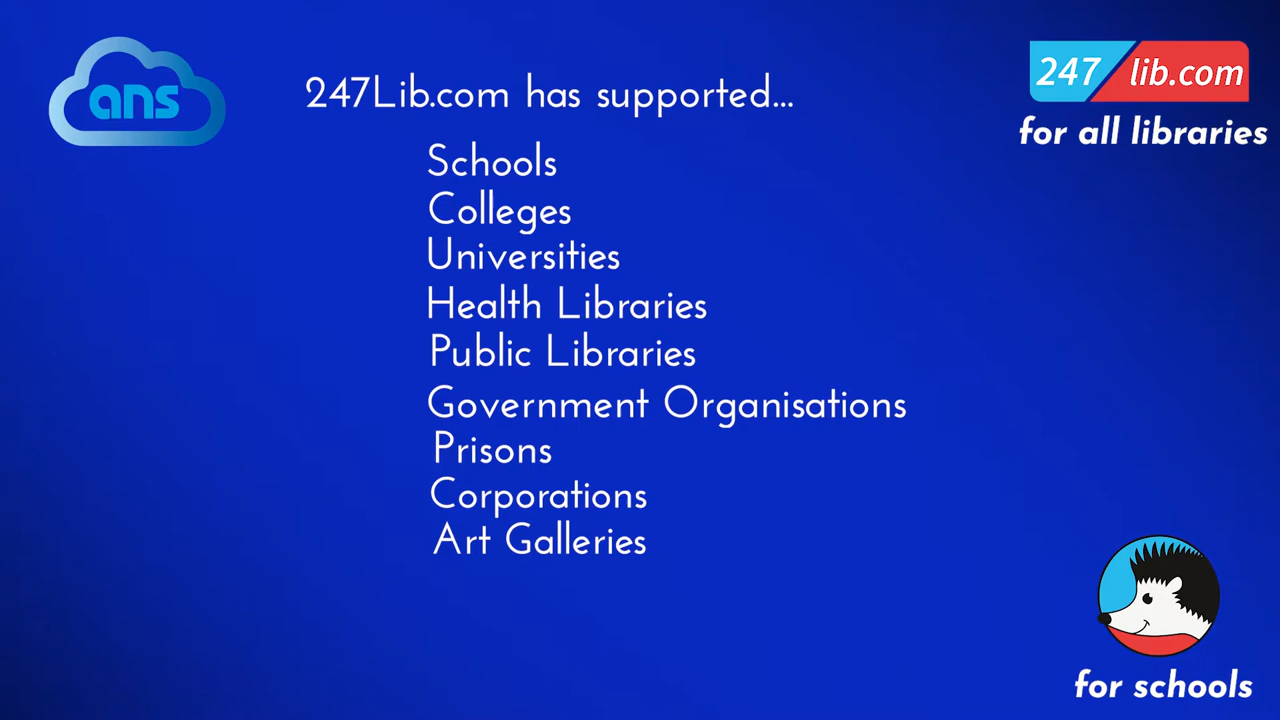 ans
247Lib.com has supported...
247 lib.com
for all libraries
Schools
Colleges
Universities
Health Libraries
Public Libraries
Government Organisations
Prisons
Corporations
Art Galleries
for schools